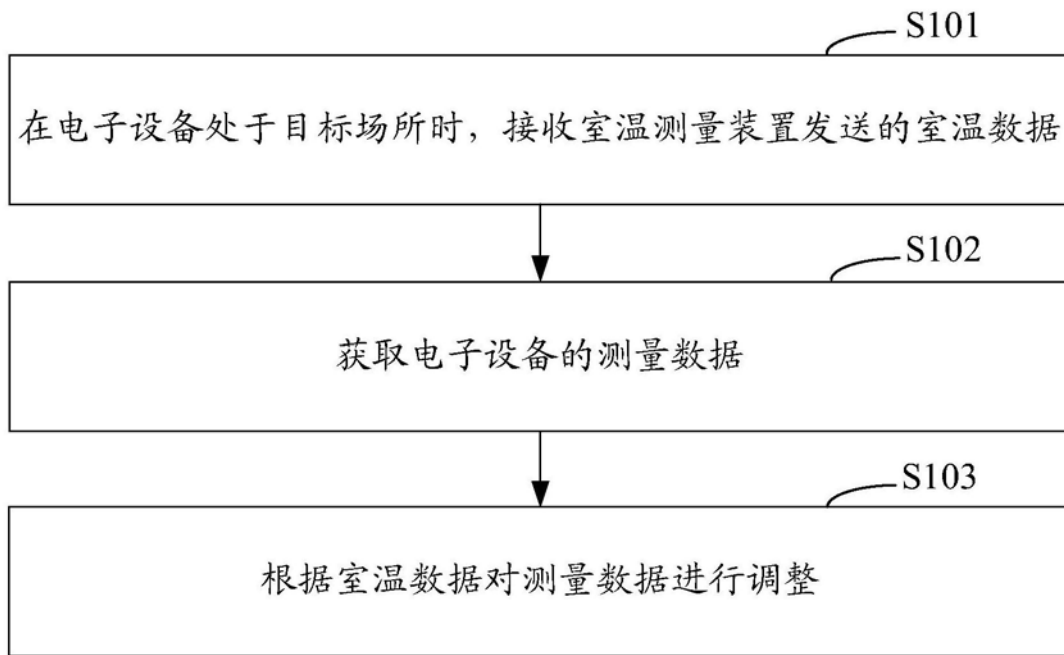 S101
在电子设备处于目标场所时，接收室温测量装置发送的室温数据
S102
获取电子设备的测量数据
S103
根据室温数据对测量数据进行调整